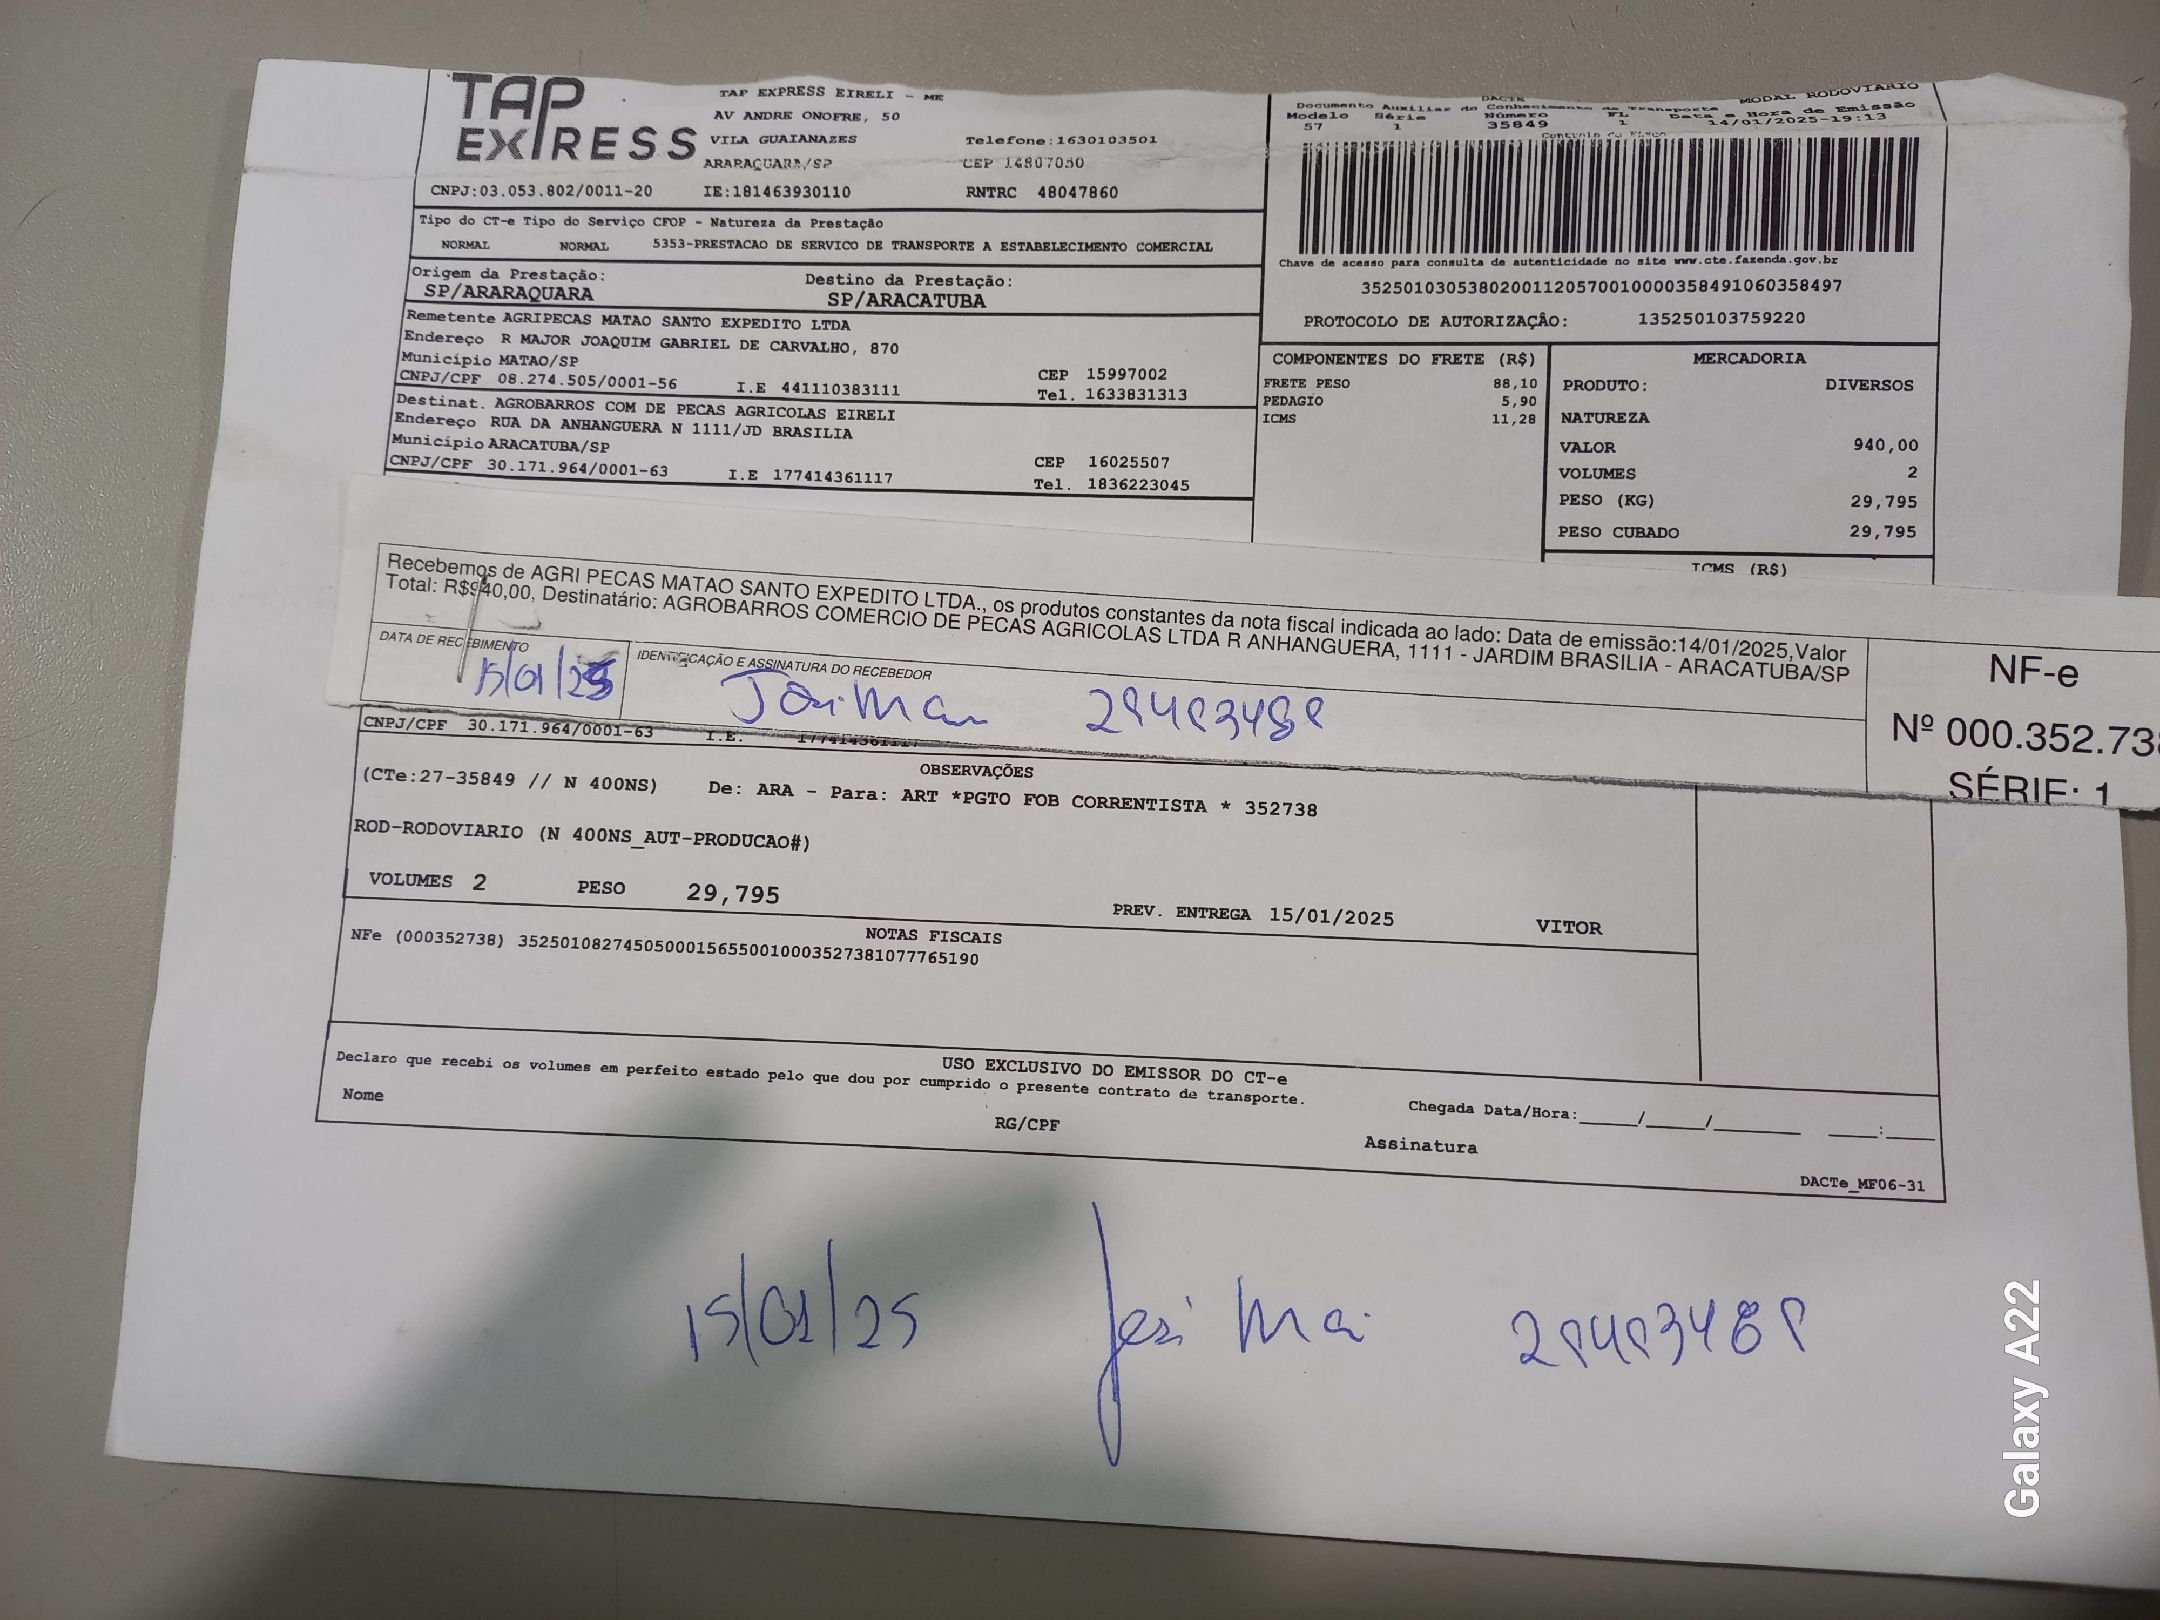 TAP
EXPRESS
TAP EXPRESS EIRELI - ME
AV ANDRE ONOFRE, 50
VILA GUAIANAZES Telefone:1630103501
ARARAQUARA/SP CEP 14807050
CNPJ:03.053.802/0011-20 IE:181463930110 RNTRC 48047860
DACTE MODAL RODOVIARIO
Documento Auxiliar do Conhecimento de Transporte
Modelo Série Número FL Data e Hora de Emissão
57 1 35849 1 14/01/2025-19:13
Controle do Fisco
Chave de acesso para consulta de autenticidade no site www.cte.fazenda.gov.br
35250103053802001120570010000358491060358497
PROTOCOLO DE AUTORIZAÇÃO: 135250103759220
Tipo do CT-e Tipo do Serviço CFOP - Natureza da Prestação
NORMAL NORMAL 5353-PRESTACAO DE SERVICO DE TRANSPORTE A ESTABELECIMENTO COMERCIAL
Origem da Prestação: Destino da Prestação:
SP/ARARAQUARA SP/ARACATUBA
Remetente AGRIPECAS MATAO SANTO EXPEDITO LTDA
Endereço R MAJOR JOAQUIM GABRIEL DE CARVALHO, 870
Município MATAO/SP CEP 15997002
CNPJ/CPF 08.274.505/0001-56 I.E 441110383111 Tel. 1633831313
Destinat. AGROBARROS COM DE PECAS AGRICOLAS EIRELI
Endereço RUA DA ANHANGUERA N 1111/JD BRASILIA
Município ARACATUBA/SP CEP 16025507
CNPJ/CPF 30.171.964/0001-63 I.E 177414361117 Tel. 1836223045
COMPONENTES DO FRETE (R$)
FRETE PESO 88,10
PEDAGIO 5,90
ICMS 11,28
MERCADORIA
PRODUTO: DIVERSOS
NATUREZA
VALOR 940,00
VOLUMES 2
PESO (KG) 29,795
PESO CUBADO 29,795
ICMS (R$)
Recebemos de AGRI PECAS MATAO SANTO EXPEDITO LTDA., os produtos constantes da nota fiscal indicada ao lado: Data de emissão:14/01/2025,Valor
Total: R$940,00, Destinatário: AGROBARROS COMERCIO DE PECAS AGRICOLAS LTDA R ANHANGUERA, 1111 - JARDIM BRASILIA - ARACATUBA/SP
DATA DE RECEBIMENTO IDENTIFICAÇÃO E ASSINATURA DO RECEBEDOR
15/01/25
NF-e
Nº 000.352.738
SÉRIE: 1
CNPJ/CPF 30.171.964/0001-63 I.E. 177414361117
OBSERVAÇÕES
(CTe:27-35849 // N 400NS) De: ARA - Para: ART *PGTO FOB CORRENTISTA * 352738
ROD-RODOVIARIO (N 400NS_AUT-PRODUCAO#)
VOLUMES 2 PESO 29,795 PREV. ENTREGA 15/01/2025 VITOR
NOTAS FISCAIS
NFe (000352738) 35250108274505000156550010003527381077765190
USO EXCLUSIVO DO EMISSOR DO CT-e
Declaro que recebi os volumes em perfeito estado pelo que dou por cumprido o presente contrato de transporte.
Nome RG/CPF Chegada Data/Hora:____/____/______ ___:___
Assinatura
DACTe_MF06-31
15/01/25
Galaxy A22